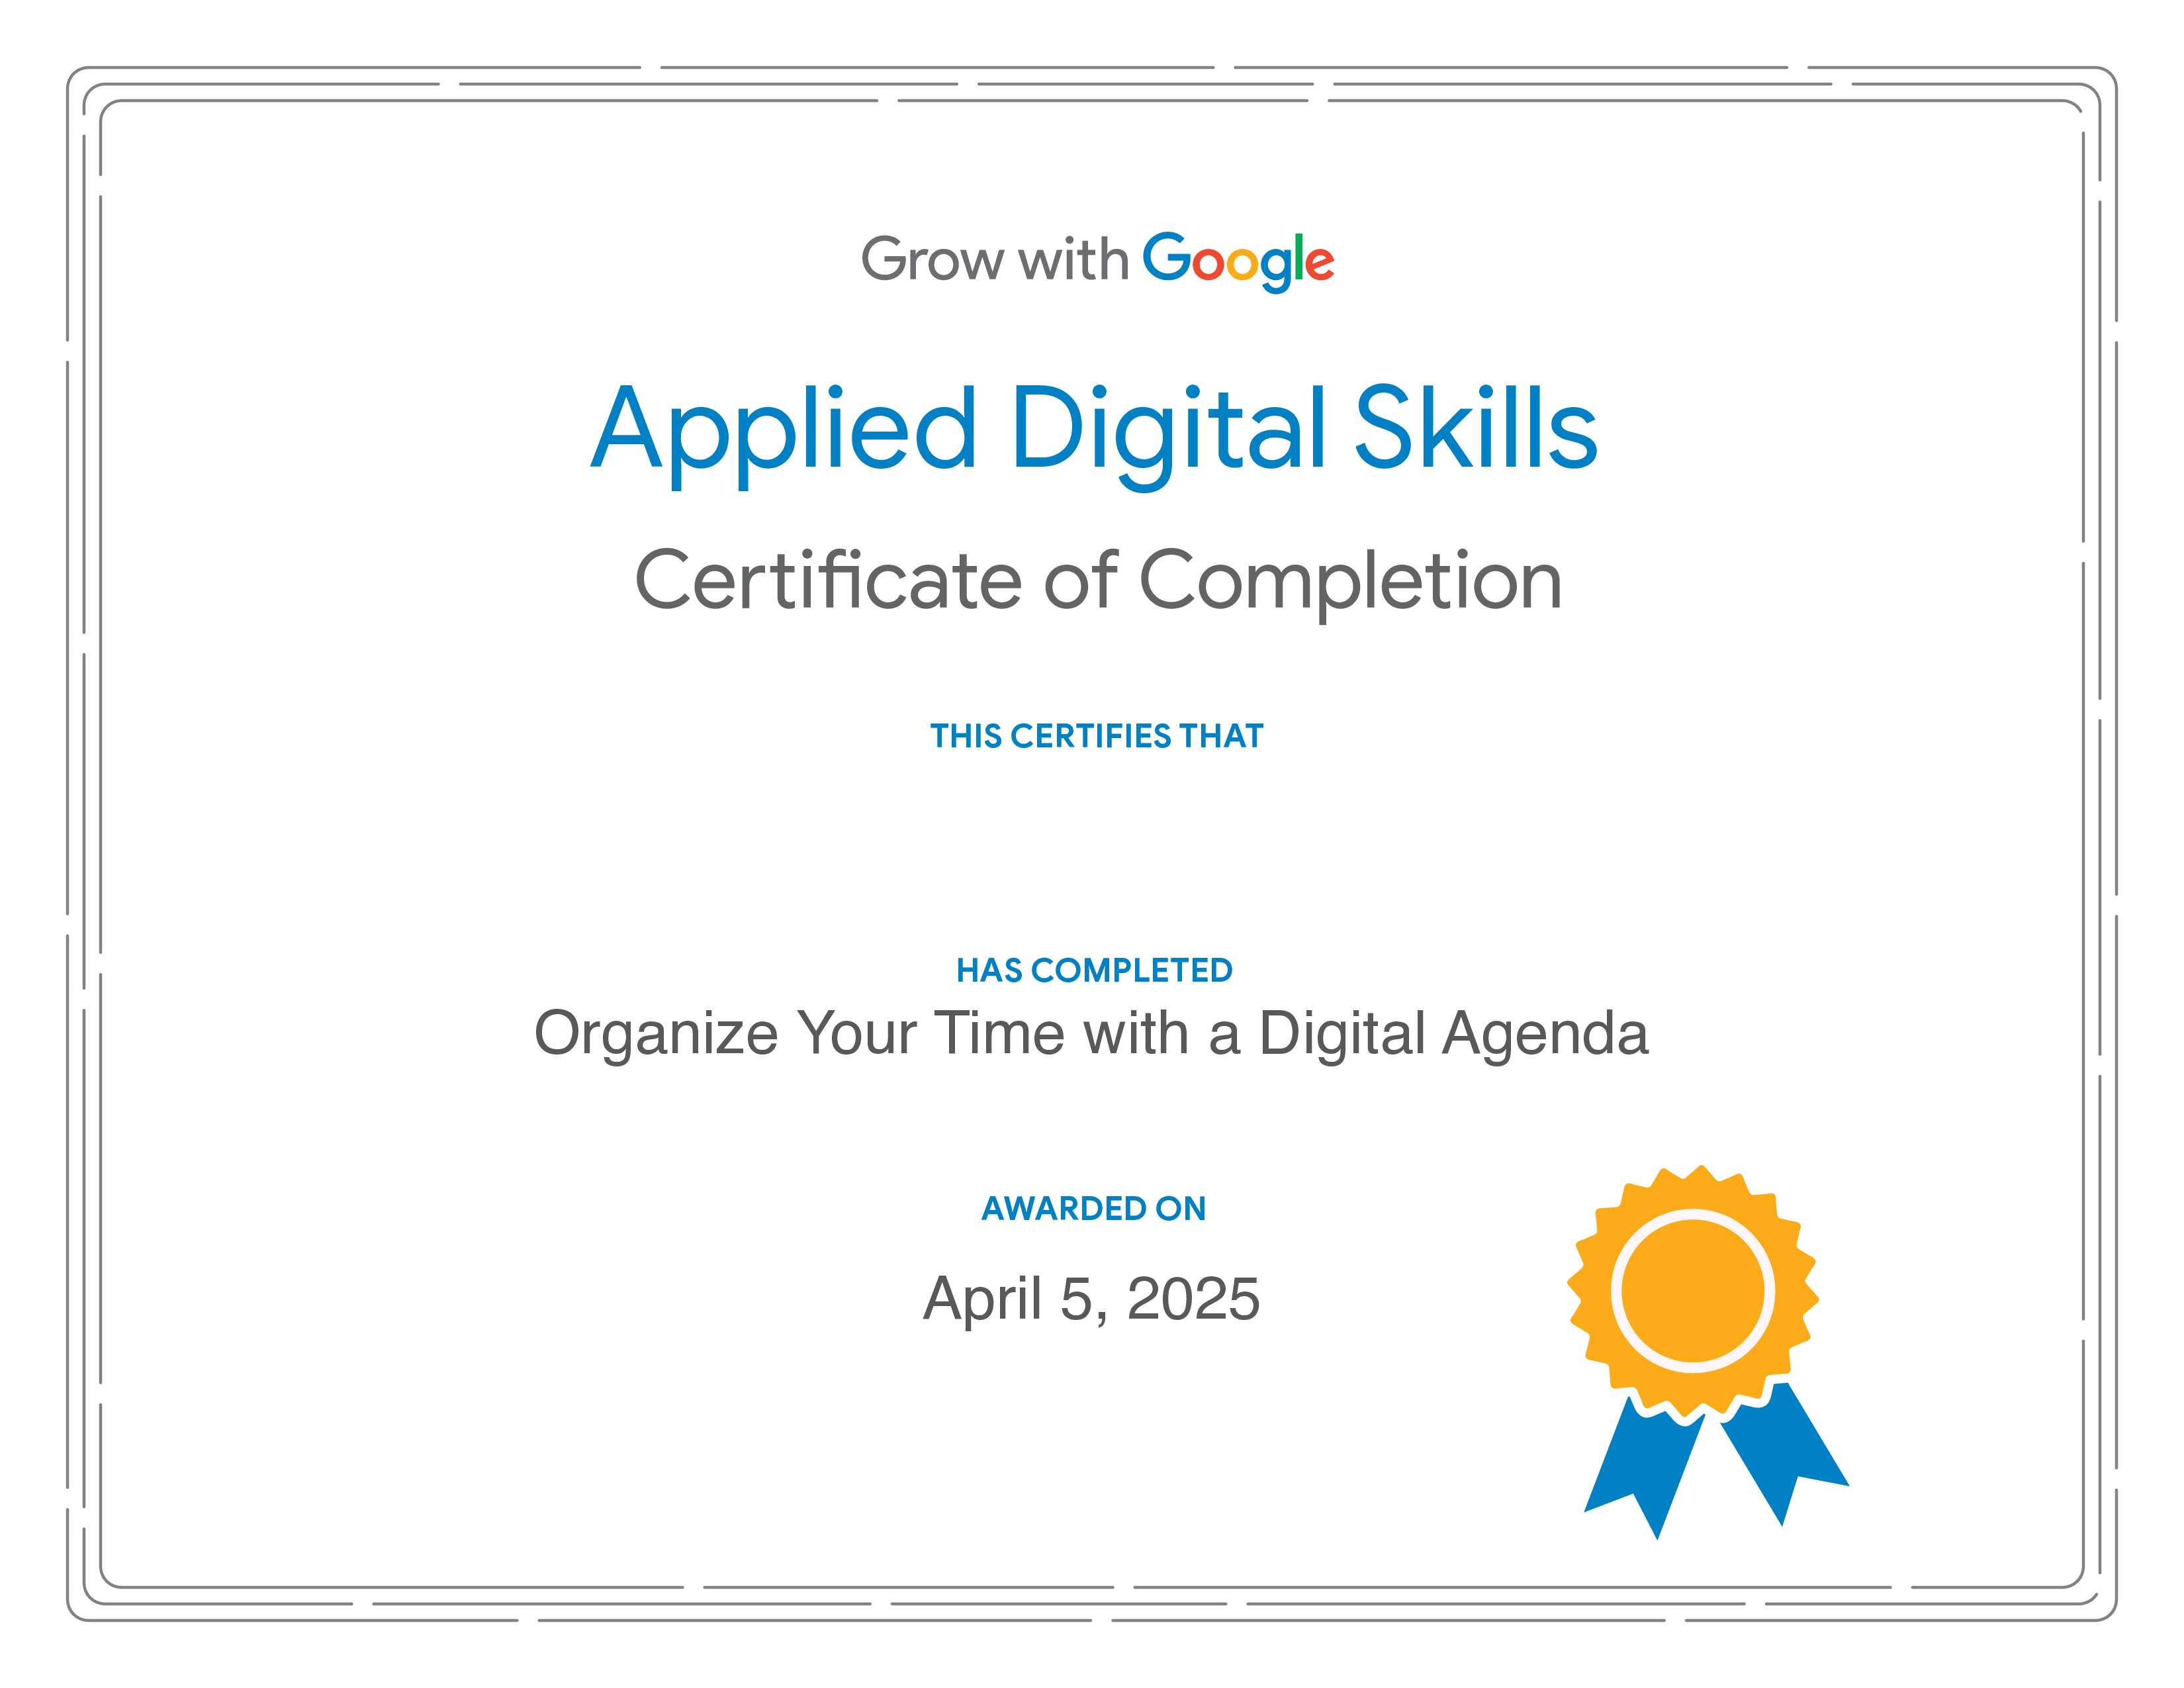 Grow with Google
Applied Digital Skills
Certificate of Completion
THIS CERTIFIES THAT
HAS COMPLETED
Organize Your Time with a Digital Agenda
AWARDED ON
April 5, 2025